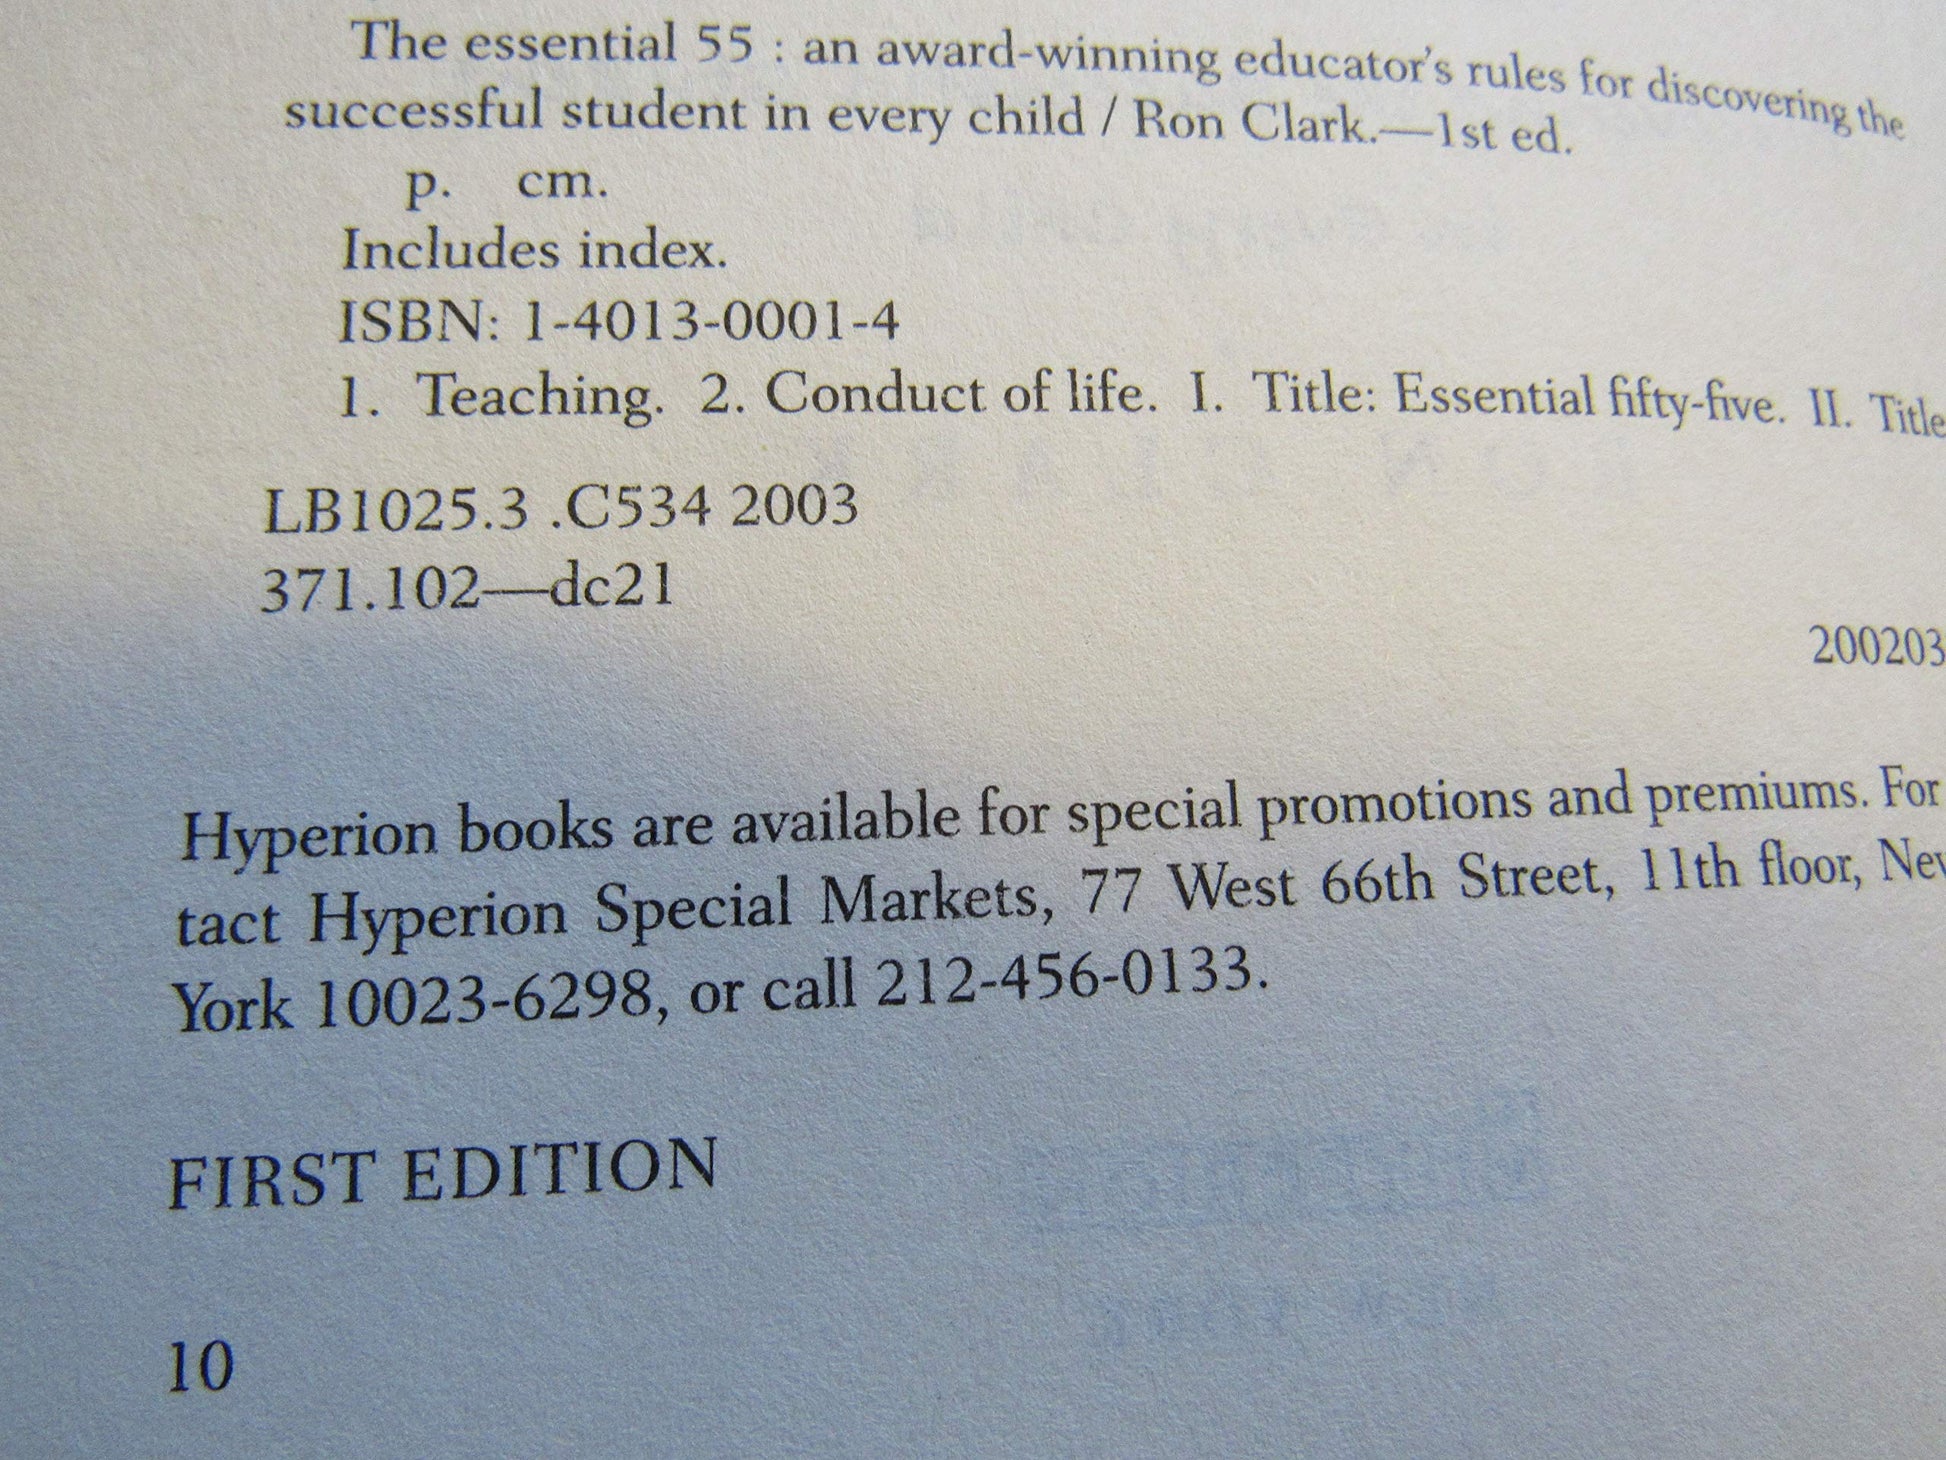 The essential 55 : an award-winning educator's rules for discovering the
successful student in every child / Ron Clark.—1st ed.
p. cm.
Includes index.
ISBN: 1-4013-0001-4
1. Teaching. 2. Conduct of life. I. Title: Essential fifty-five. II. Title
LB1025.3 .C534 2003
371.102—dc21
200203
Hyperion books are available for special promotions and premiums. For
tact Hyperion Special Markets, 77 West 66th Street, 11th floor, New
York 10023-6298, or call 212-456-0133.
FIRST EDITION
10